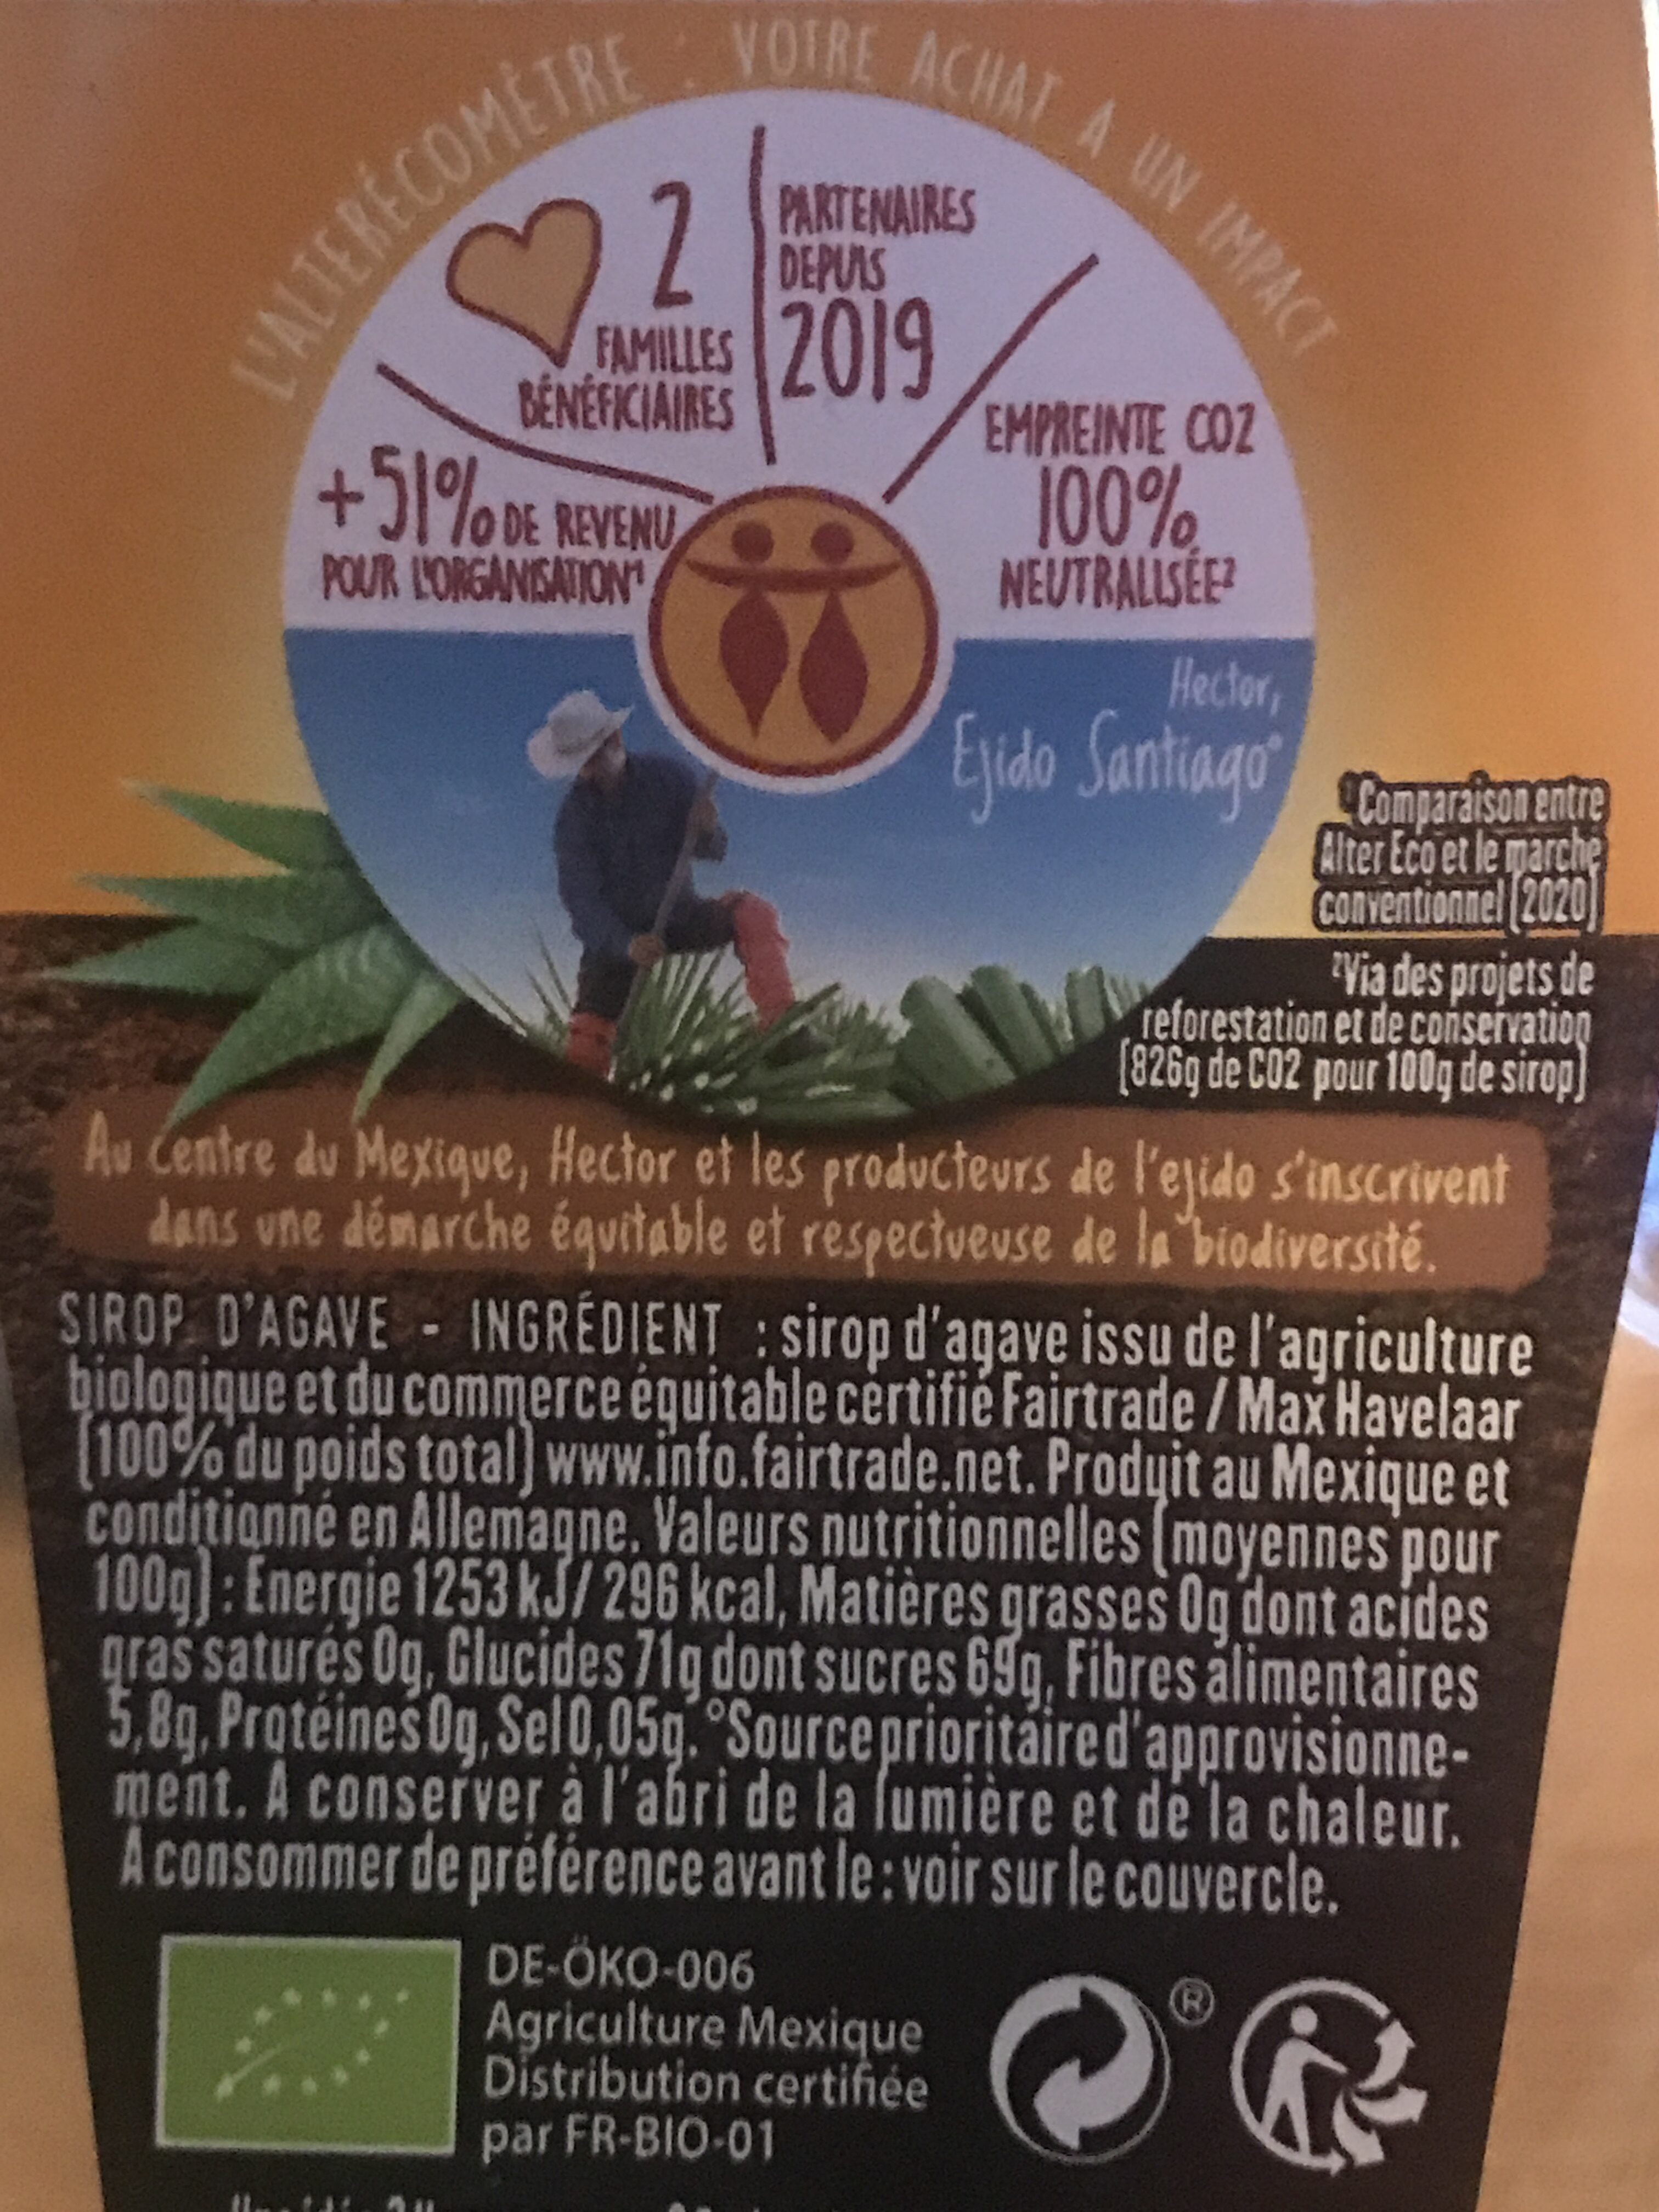 L'ALTERÉCOMÈTRE : VOTRE ACHAT A UN IMPACT
2
FAMILLES
BÉNÉFICIAIRES
PARTENAIRES
DEPUIS
2019
+51% DE REVENU
POUR L'ORGANISATION¹
EMPREINTE CO2
100%
NEUTRALISÉE²
Hector,
Ejido Santiago°
¹Comparaison entre
Alter Eco et le marché
conventionnel (2020)
²Via des projets de
reforestation et de conservation
(826g de CO2 pour 100g de sirop)
Au Centre du Mexique, Hector et les producteurs de l'ejido s'inscrivent
dans une démarche équitable et respectueuse de la biodiversité.
SIROP D'AGAVE - INGRÉDIENT : sirop d'agave issu de l'agriculture
biologique et du commerce équitable certifié Fairtrade / Max Havelaar
(100% du poids total) www.info.fairtrade.net. Produit au Mexique et
conditionné en Allemagne. Valeurs nutritionnelles (moyennes pour
100g) : Energie 1253 kJ/ 296 kcal, Matières grasses 0g dont acides
gras saturés 0g, Glucides 71g dont sucres 69g, Fibres alimentaires
5,8g, Protéines 0g, Sel 0,05g. °Source prioritaire d'approvisionne-
ment. A conserver à l'abri de la lumière et de la chaleur.
A consommer de préférence avant le : voir sur le couvercle.
DE-ÖKO-006
Agriculture Mexique
Distribution certifiée
par FR-BIO-01
®